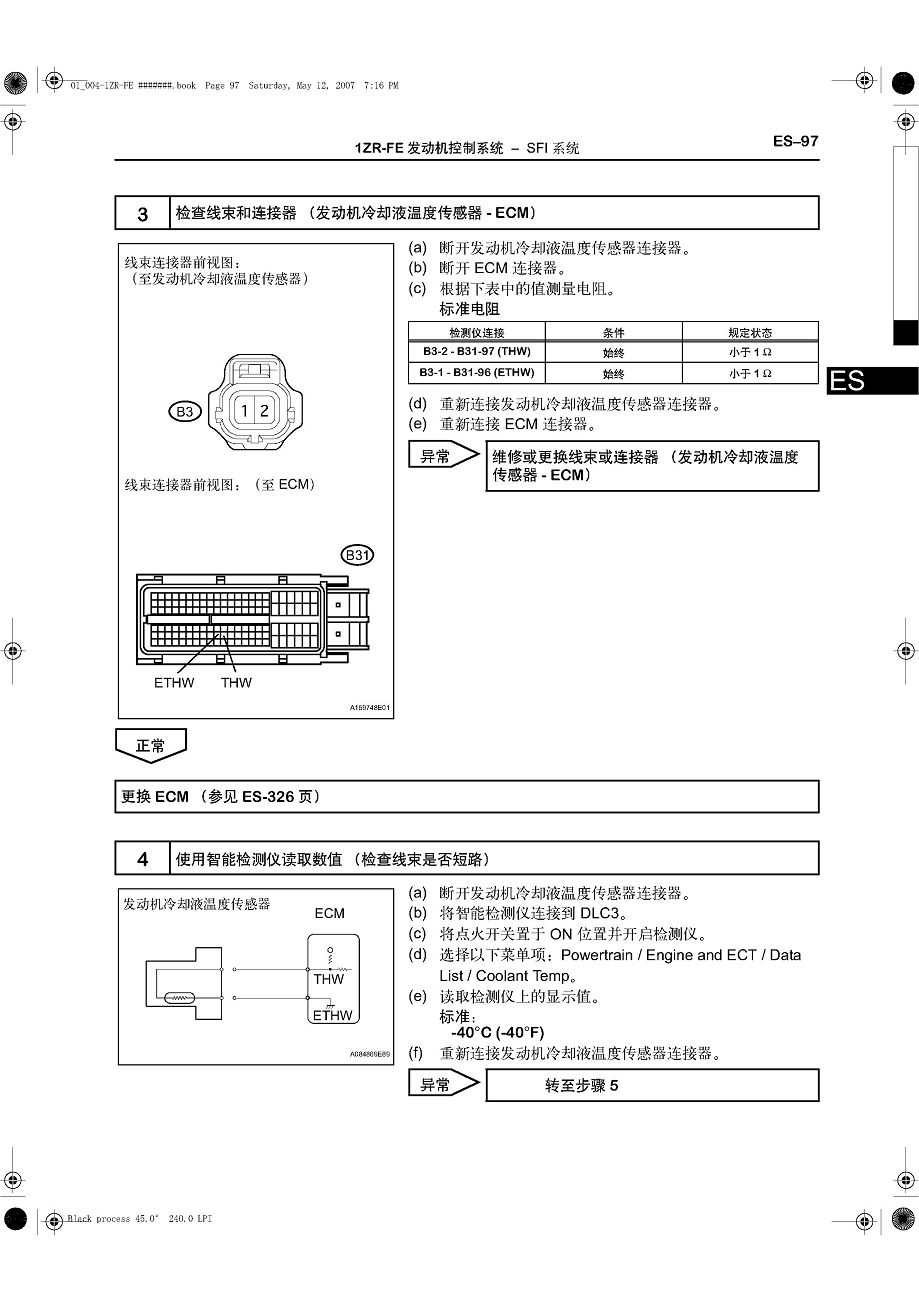 01_004-1ZR-FE #######.book Page 97 Saturday, May 12, 2007 7:16 PM
1ZR-FE 发动机控制系统 – SFI 系统
ES–97
3 检查线束和连接器 （发动机冷却液温度传感器 - ECM）
线束连接器前视图：
（至发动机冷却液温度传感器）
B3
1 2
线束连接器前视图：（至 ECM）
B31
ETHW THW
A169748E01
(a) 断开发动机冷却液温度传感器连接器。
(b) 断开 ECM 连接器。
(c) 根据下表中的值测量电阻。
标准电阻
检测仪连接 条件 规定状态
B3-2 - B31-97 (THW) 始终 小于 1 Ω
B3-1 - B31-96 (ETHW) 始终 小于 1 Ω
(d) 重新连接发动机冷却液温度传感器连接器。
(e) 重新连接 ECM 连接器。
异常
维修或更换线束或连接器 （发动机冷却液温度
传感器 - ECM）
ES
正常
更换 ECM （参见 ES-326 页）
4 使用智能检测仪读取数值 （检查线束是否短路）
发动机冷却液温度传感器
ECM
THW
ETHW
A084869E89
(a) 断开发动机冷却液温度传感器连接器。
(b) 将智能检测仪连接到 DLC3。
(c) 将点火开关置于 ON 位置并开启检测仪。
(d) 选择以下菜单项：Powertrain / Engine and ECT / Data
List / Coolant Temp。
(e) 读取检测仪上的显示值。
标准：
-40°C (-40°F)
(f) 重新连接发动机冷却液温度传感器连接器。
异常
转至步骤 5
Black process 45.0° 240.0 LPI